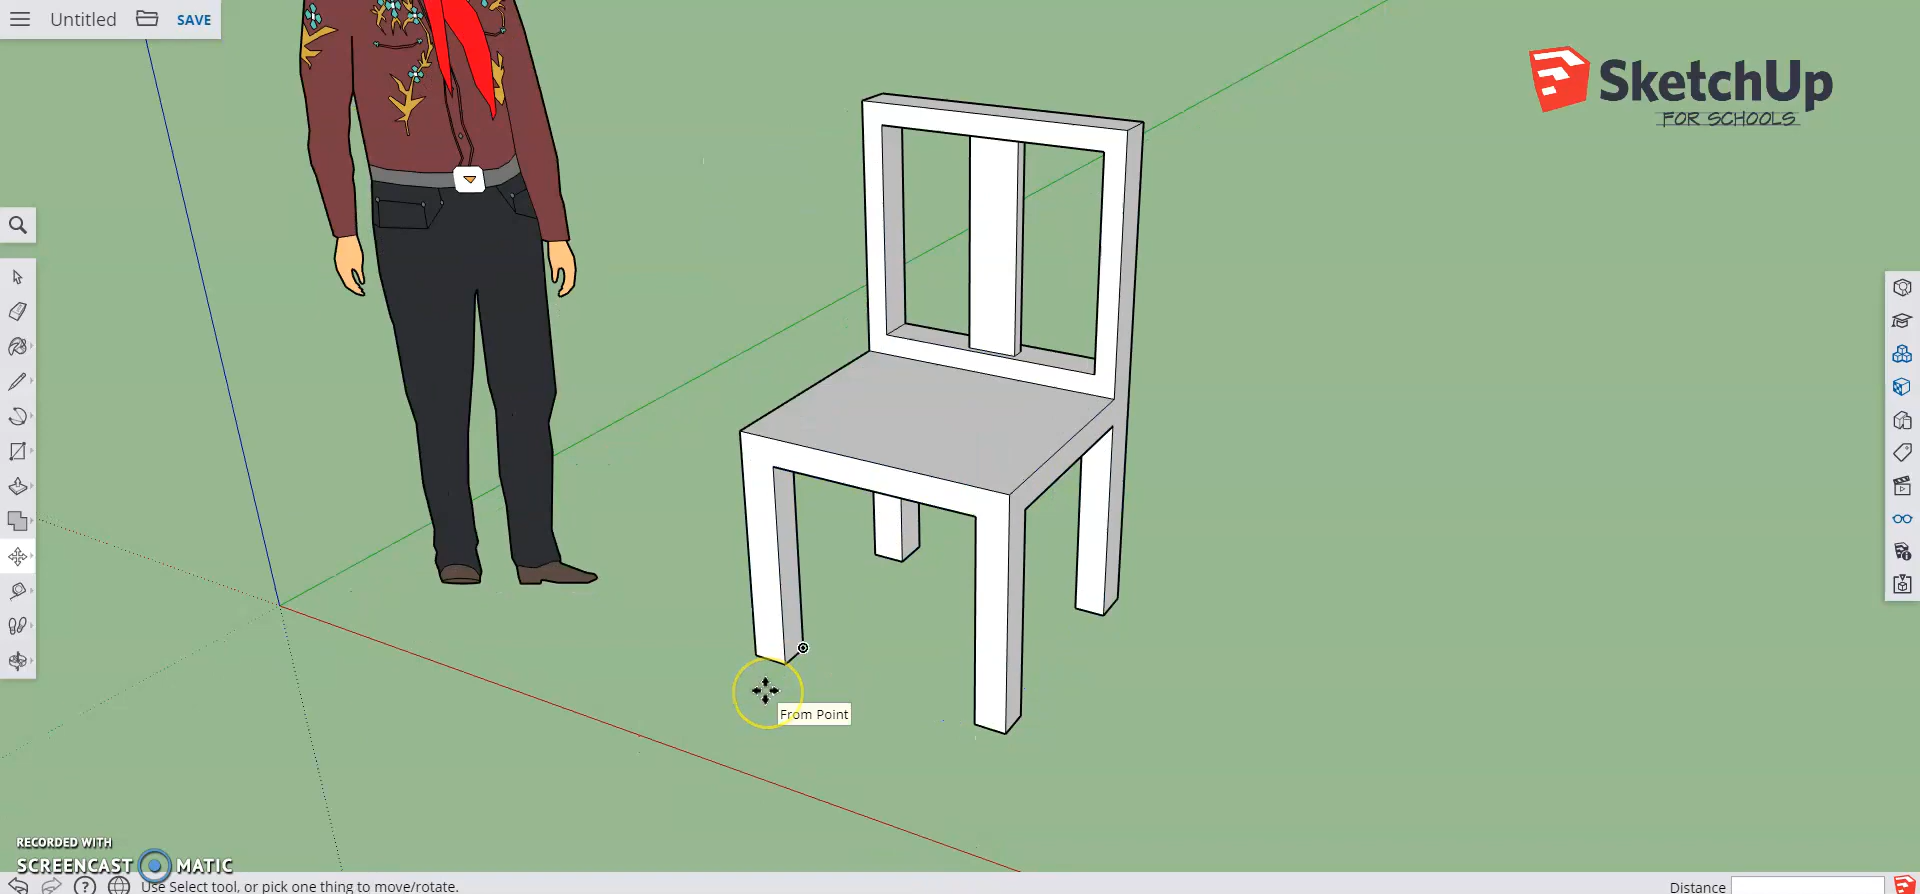 Untitled
SAVE
SketchUp
FOR SCHOOLS
From Point
RECORDED WITH
SCREENCAST MATIC
Use Select tool, or pick one thing to move/rotate.
Distance